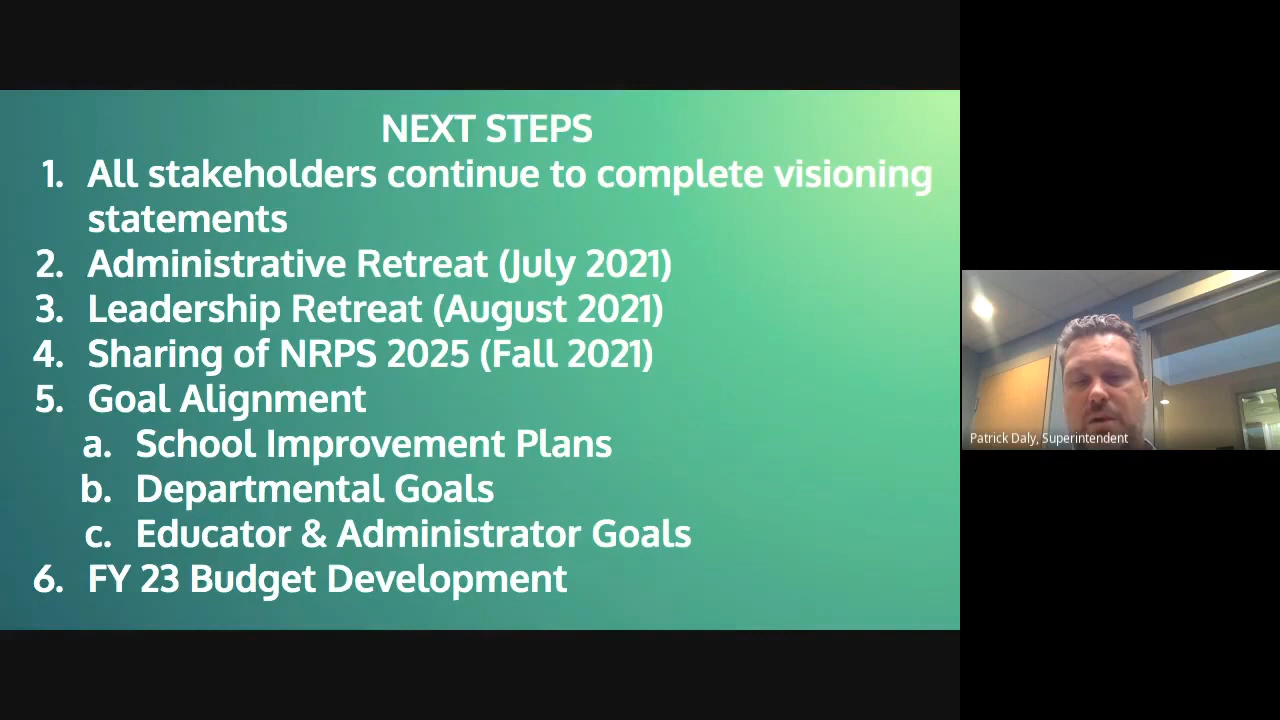 NEXT STEPS
1. All stakeholders continue to complete visioning
statements
2. Administrative Retreat (July 2021)
3. Leadership Retreat (August 2021)
4. Sharing of NRPS 2025 (Fall 2021)
5. Goal Alignment
a. School Improvement Plans
b. Departmental Goals
c. Educator & Administrator Goals
6. FY 23 Budget Development
Patrick Daly, Superintendent